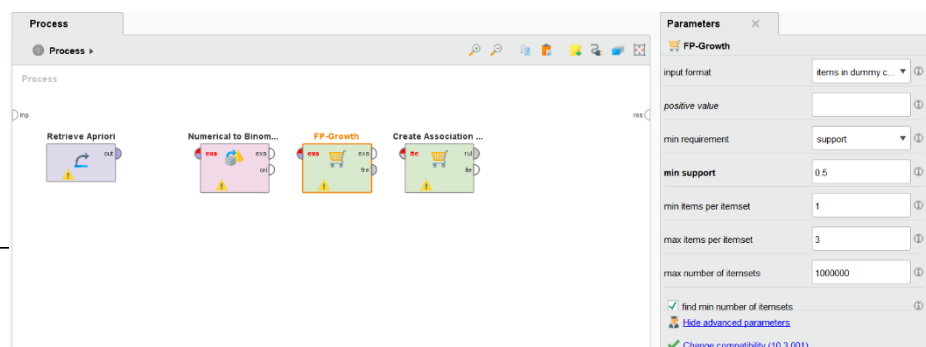 Process
Process
Process
inp
res
Retrieve Apriori
out
Numerical to Binom...
exa
exa
ori
FP-Growth
exa
exa
fre
Create Association ...
ite
rul
ite
Parameters
FP-Growth
input format
items in dummy c...
positive value
min requirement
support
min support
0.5
min items per itemset
1
max items per itemset
3
max number of itemsets
1000000
find min number of itemsets
Hide advanced parameters
Change compatibility (10.3.001)